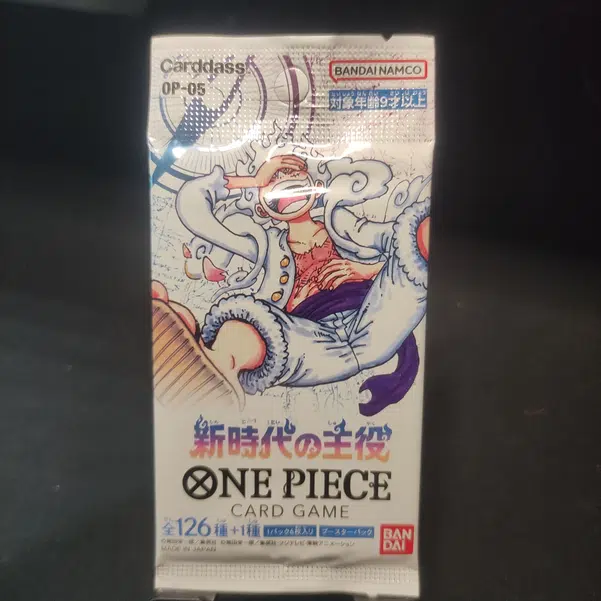 Carddass
BANDAI NAMCO
OP-05
対象年齢9才以上
新時代の主役
ONE PIECE
CARD GAME
全126種+1種 1パック6枚入り ブースターパック
BAN
DAI
MADE IN JAPAN